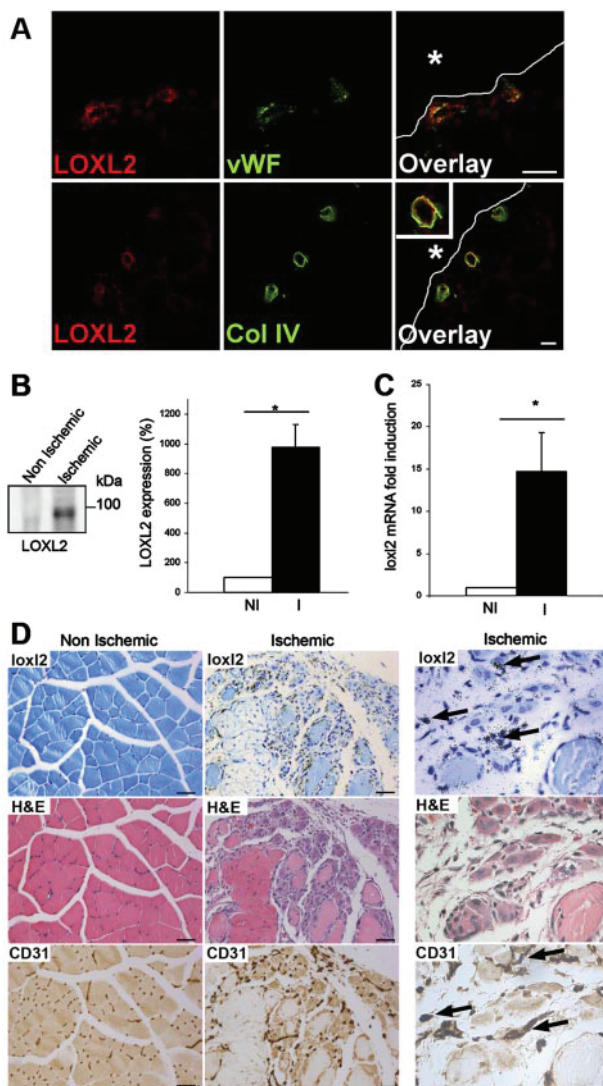 A
*
LOXL2 vWF Overlay
*
LOXL2 Col IV Overlay
B
Non Ischemic
Ischemic
kDa
100
LOXL2
LOXL2 expression (%)
1200
1000
800
600
400
200
0
*
NI I
C
loxl2 mRNA fold induction
25
20
15
10
5
0
*
NI I
D
Non Ischemic Ischemic Ischemic
loxl2 loxl2 loxl2
H&E H&E H&E
CD31 CD31 CD31